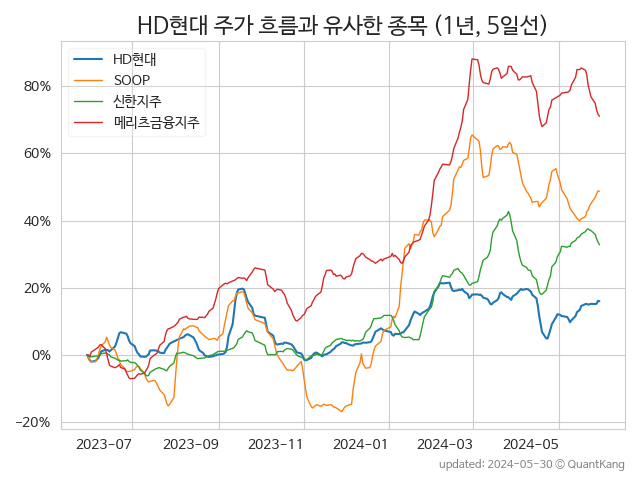 HD현대 주가 흐름과 유사한 종목 (1년, 5일선)
HD현대
SOOP
신한지주
메리츠금융지주
80%
60%
40%
20%
0%
−20%
2023-07
2023-09
2023-11
2024-01
2024-03
2024-05
updated: 2024-05-30 © QuantKang